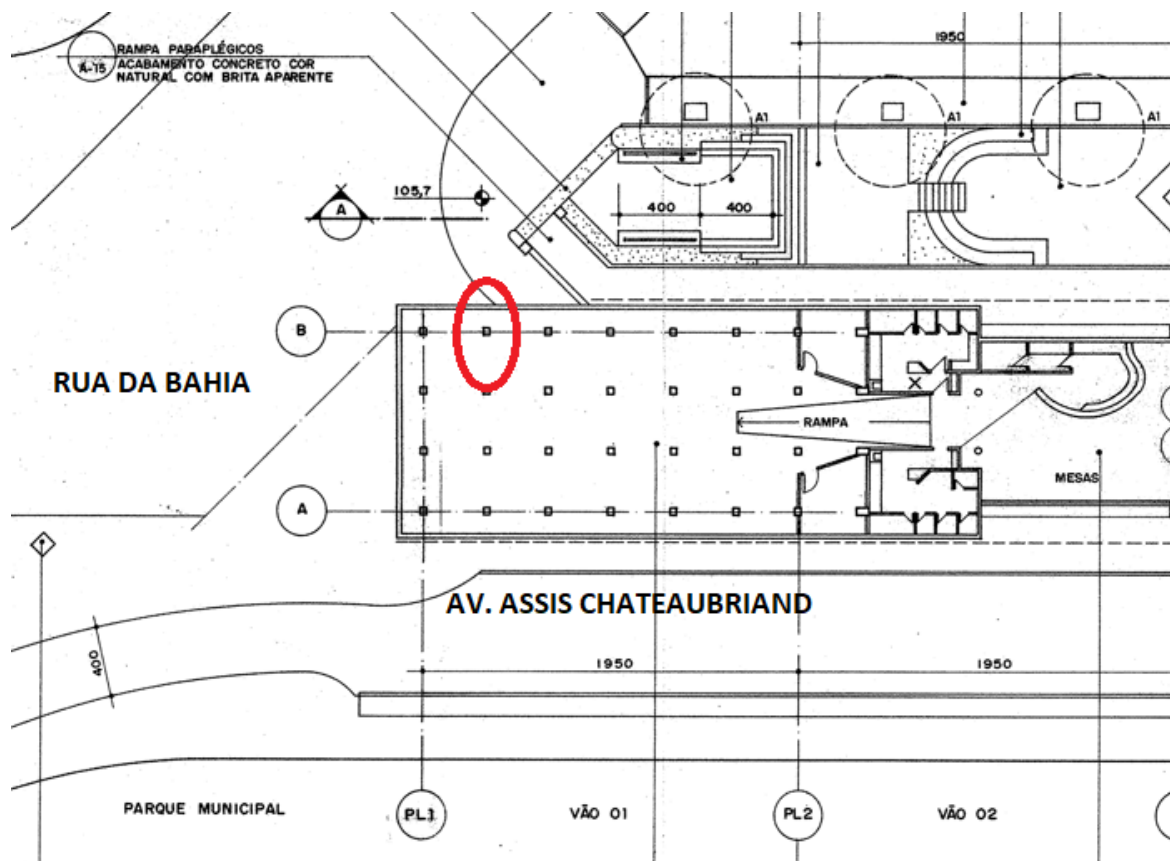 RAMPA PARAPLÉGICOS
ACABAMENTO CONCRETO COR
NATURAL COM BRITA APARENTE
A-15
1950
A1
A1
A1
105,7
A
400
400
B
RUA DA BAHIA
RAMPA
MESAS
A
AV. ASSIS CHATEAUBRIAND
400
1950
1950
PARQUE MUNICIPAL
PL1
VÃO 01
PL2
VÃO 02